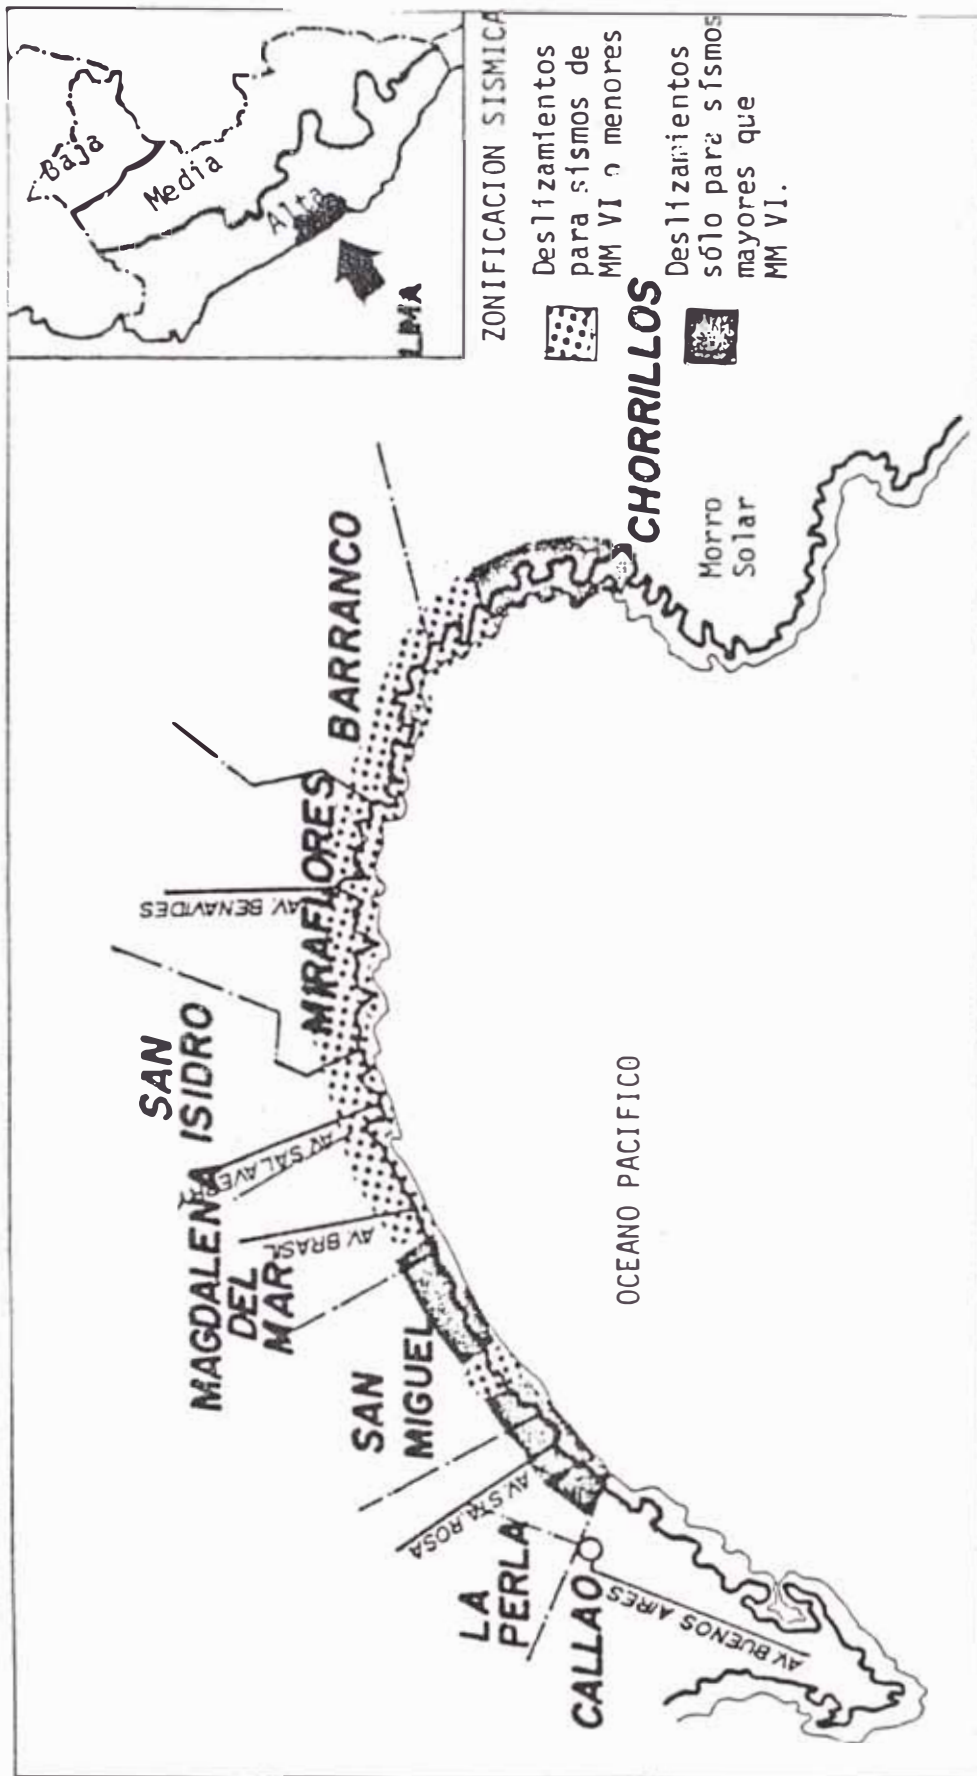 Baja
Media
Alta
LIMA
ZONIFICACION SISMICA
Deslizamientos
para sismos de
MM VI o menores
Deslizamientos
sólo para sísmos
mayores que
MM VI.
CHORRILLOS
Morro
Solar
BARRANCO
MIRAFLORES
AV. BENAVIDES
SAN
ISIDRO
AV. SALAVERRY
MAGDALENA
DEL
MAR
AV. BRASIL
SAN
MIGUEL
AV. STA. ROSA
LA
PERLA
CALLAO
AV. BUENOS AIRES
OCEANO PACIFICO